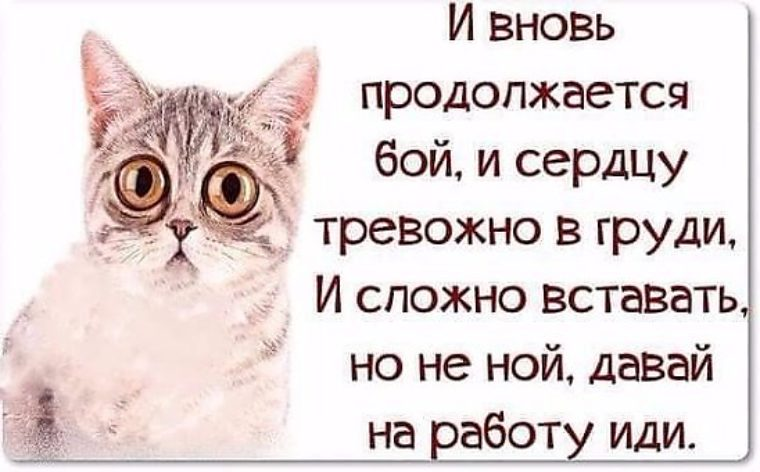 И вновь
продолжается
бой, и сердцу
тревожно в груди,
И сложно вставать,
но не ной, давай
на работу иди.